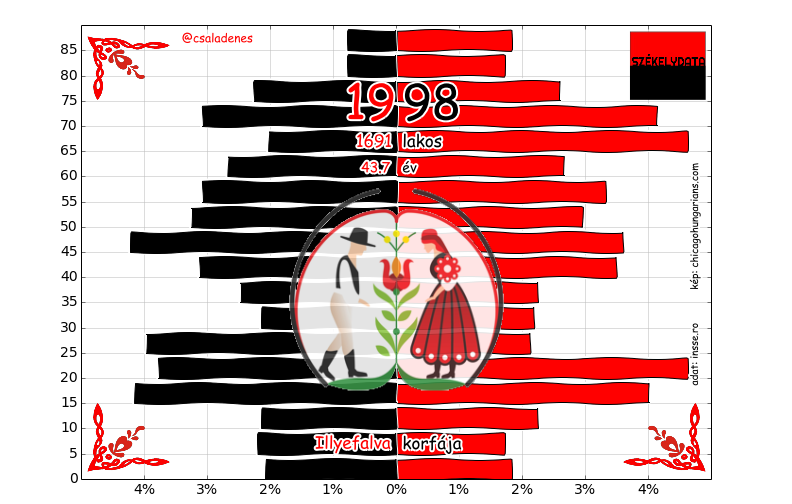 @csaladenes
SZÉKELYDATA
1998
1691 lakos
43.7 év
kép: chicagohungarians.com
adat: insse.ro
Illyefalva korfája
85
80
75
70
65
60
55
50
45
40
35
30
25
20
15
10
5
0
4% 3% 2% 1% 0% 1% 2% 3% 4%